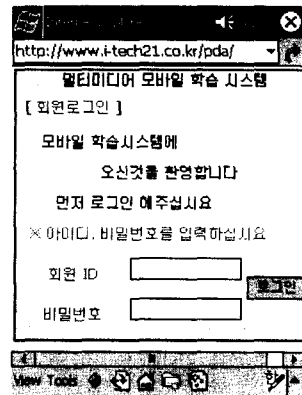 http://www.i-tech21.co.kr/pda/
멀티미디어 모바일 학습 시스템
[ 회원로그인 ]
모바일 학습시스템에
오신것을 환영합니다
먼저 로그인 해주십시요
※ 아이디, 비밀번호를 입력하십시요
회원 ID
로그인
비밀번호
View Tools